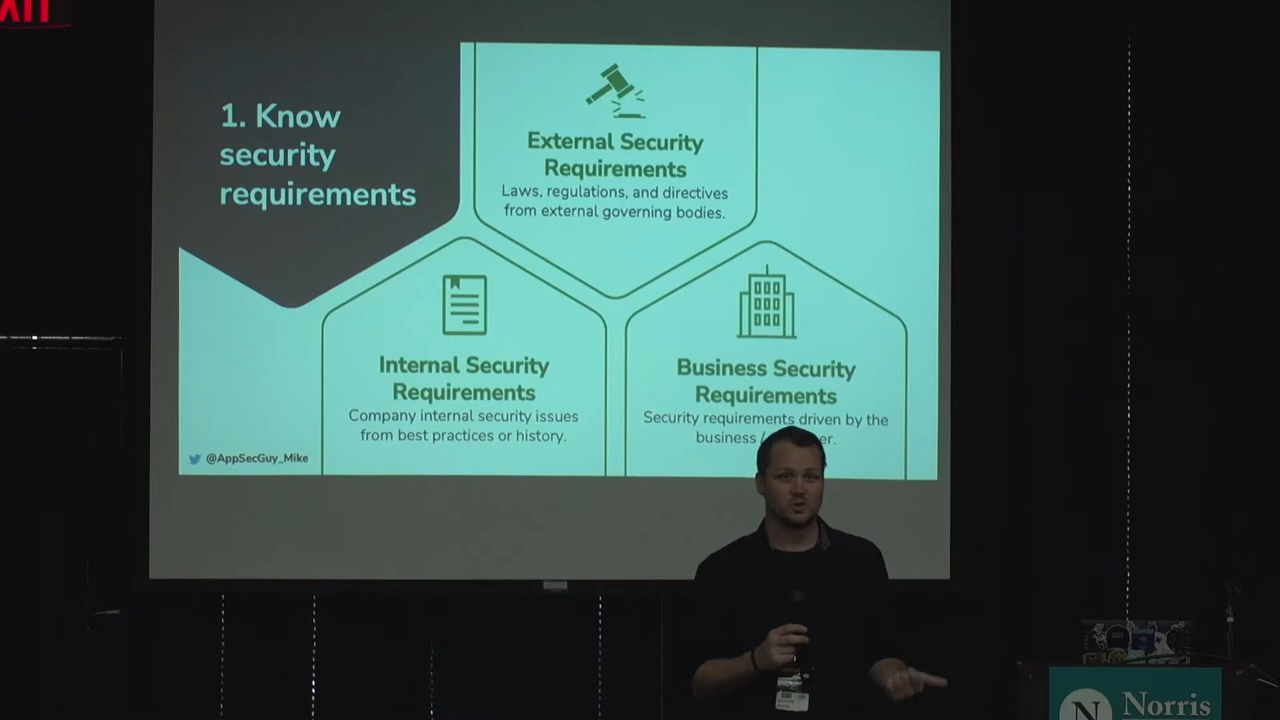 1. Know
security
requirements
External Security
Requirements
Laws, regulations, and directives
from external governing bodies.
Internal Security
Requirements
Company internal security issues
from best practices or history.
Business Security
Requirements
Security requirements driven by the
business /
@AppSecGuy_Mike
N Norris